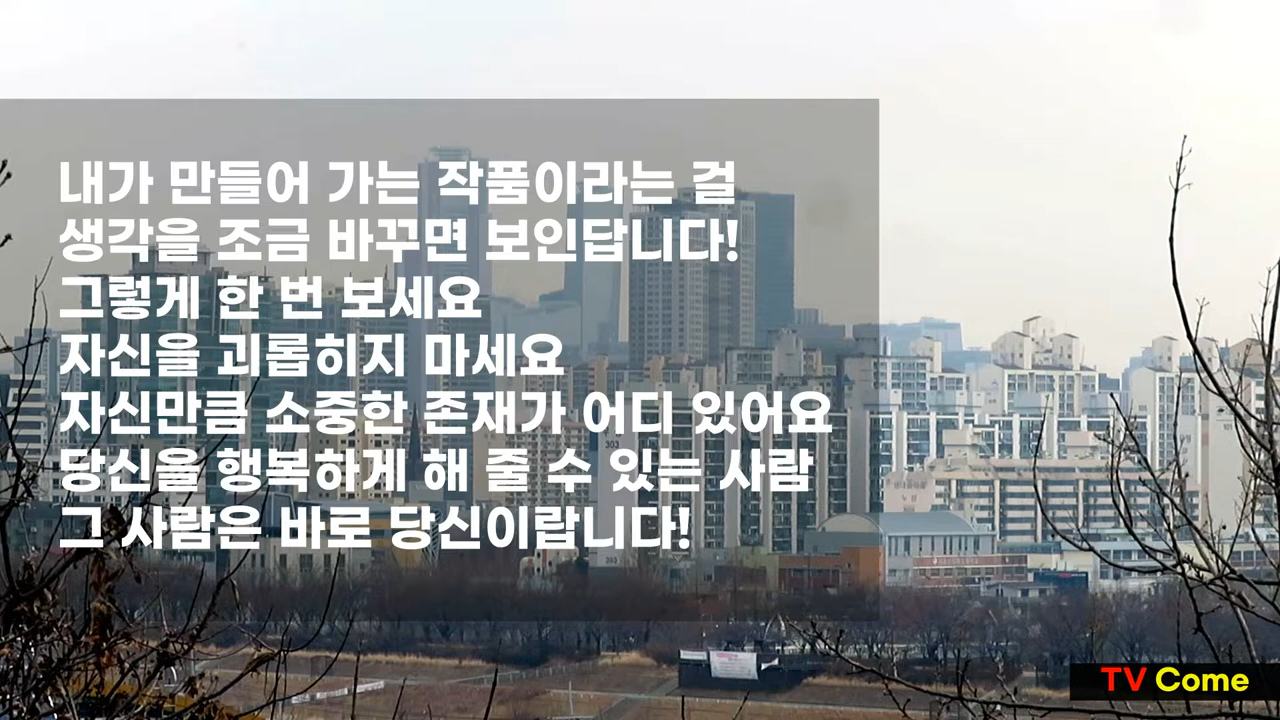 내가 만들어 가는 작품이라는 걸
생각을 조금 바꾸면 보인답니다!
그렇게 한 번 보세요
자신을 괴롭히지 마세요
자신만큼 소중한 존재가 어디 있어요
당신을 행복하게 해 줄 수 있는 사람
그 사람은 바로 당신이랍니다!
303
TV Come